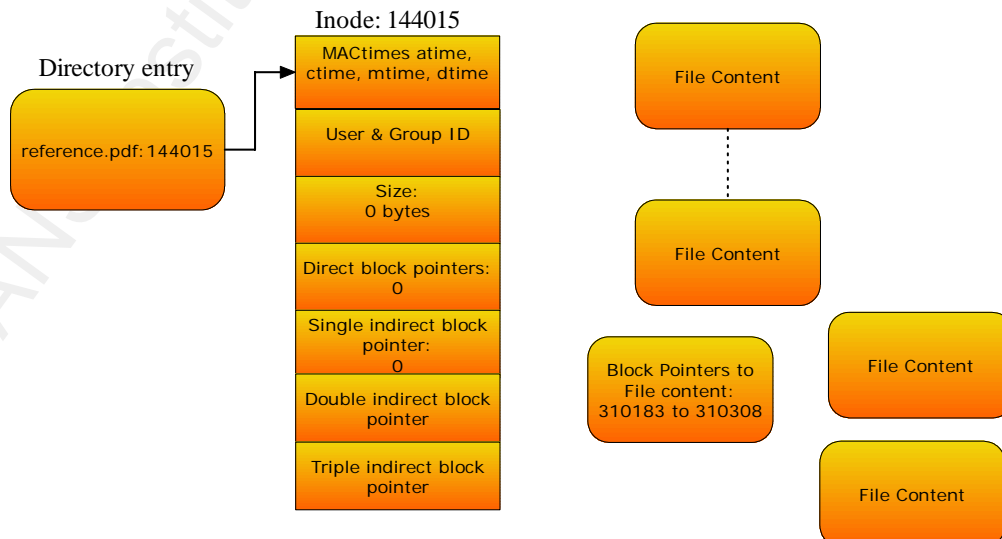 Inode: 144015
Directory entry
reference.pdf:144015
MACtimes atime,
ctime, mtime, dtime
User & Group ID
Size:
0 bytes
Direct block pointers:
0
Single indirect block
pointer:
0
Double indirect block
pointer
Triple indirect block
pointer
File Content
File Content
Block Pointers to
File content:
310183 to 310308
File Content
File Content